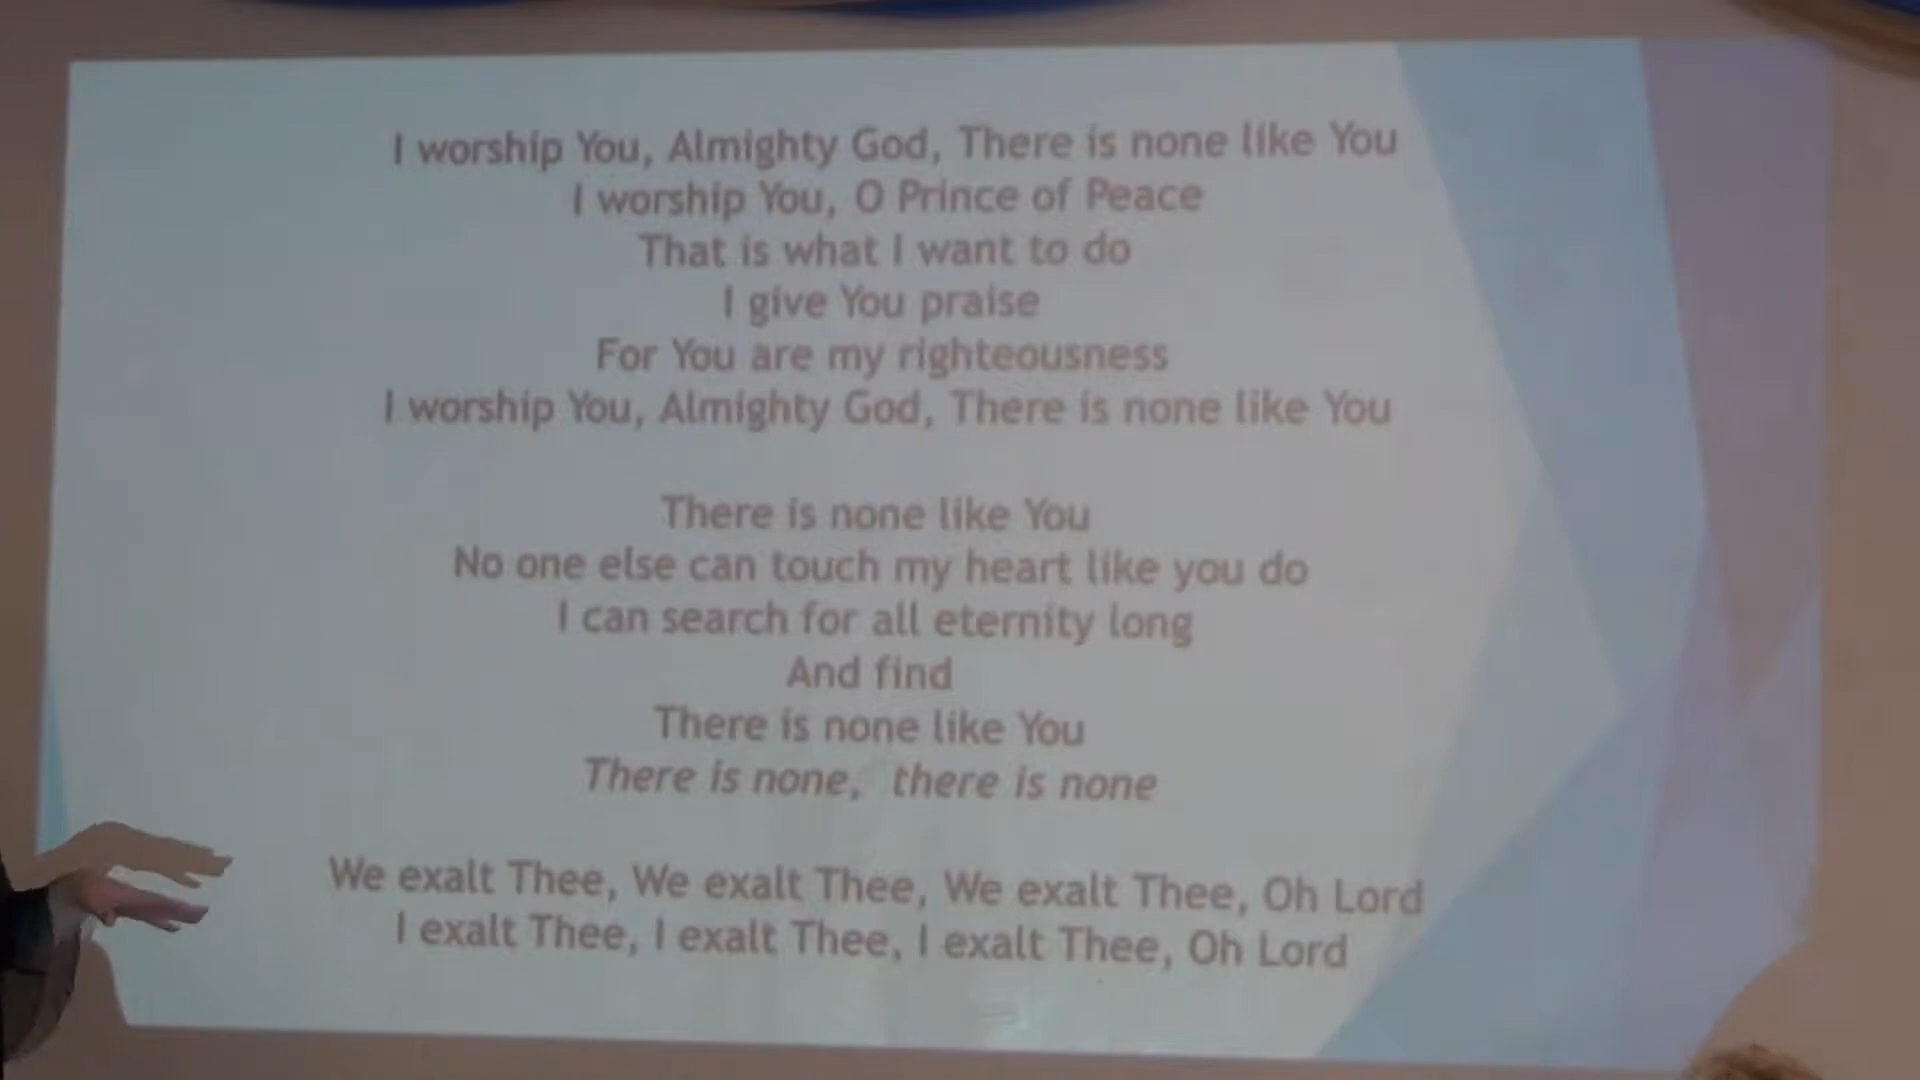 I worship You, Almighty God, There is none like You
I worship You, O Prince of Peace
That is what I want to do
I give You praise
For You are my righteousness
I worship You, Almighty God, There is none like You
There is none like You
No one else can touch my heart like you do
I can search for all eternity long
And find
There is none like You
There is none, there is none
We exalt Thee, We exalt Thee, We exalt Thee, Oh Lord
I exalt Thee, I exalt Thee, I exalt Thee, Oh Lord